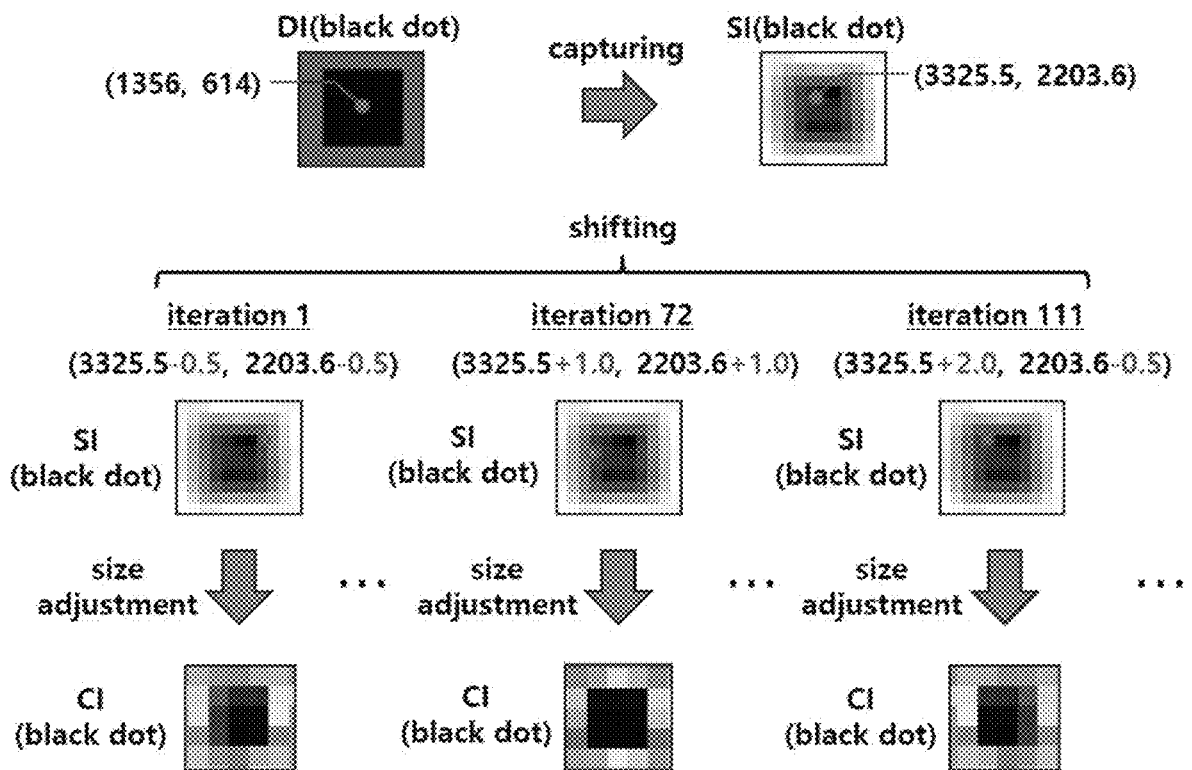 DI(black dot)
SI(black dot)
capturing
(1356, 614)
(3325.5, 2203.6)
shifting
iteration 1
iteration 72
iteration 111
(3325.5-0.5, 2203.6-0.5)
(3325.5+1.0, 2203.6+1.0)
(3325.5+2.0, 2203.6-0.5)
SI
(black dot)
SI
(black dot)
SI
(black dot)
size
adjustment
...
size
adjustment
...
size
adjustment
...
CI
(black dot)
CI
(black dot)
CI
(black dot)